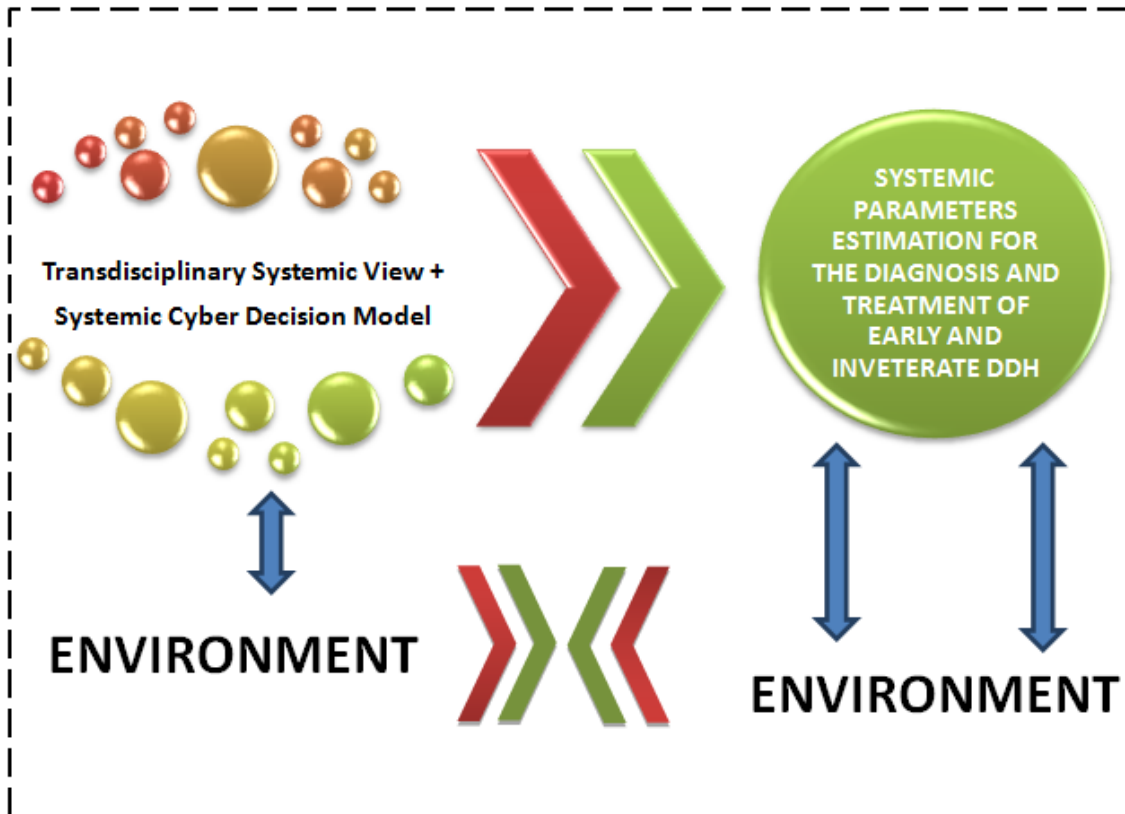 Transdisciplinary Systemic View +
Systemic Cyber Decision Model
SYSTEMIC
PARAMETERS
ESTIMATION FOR
THE DIAGNOSIS AND
TREATMENT OF
EARLY AND
INVETERATE DDH
ENVIRONMENT
ENVIRONMENT